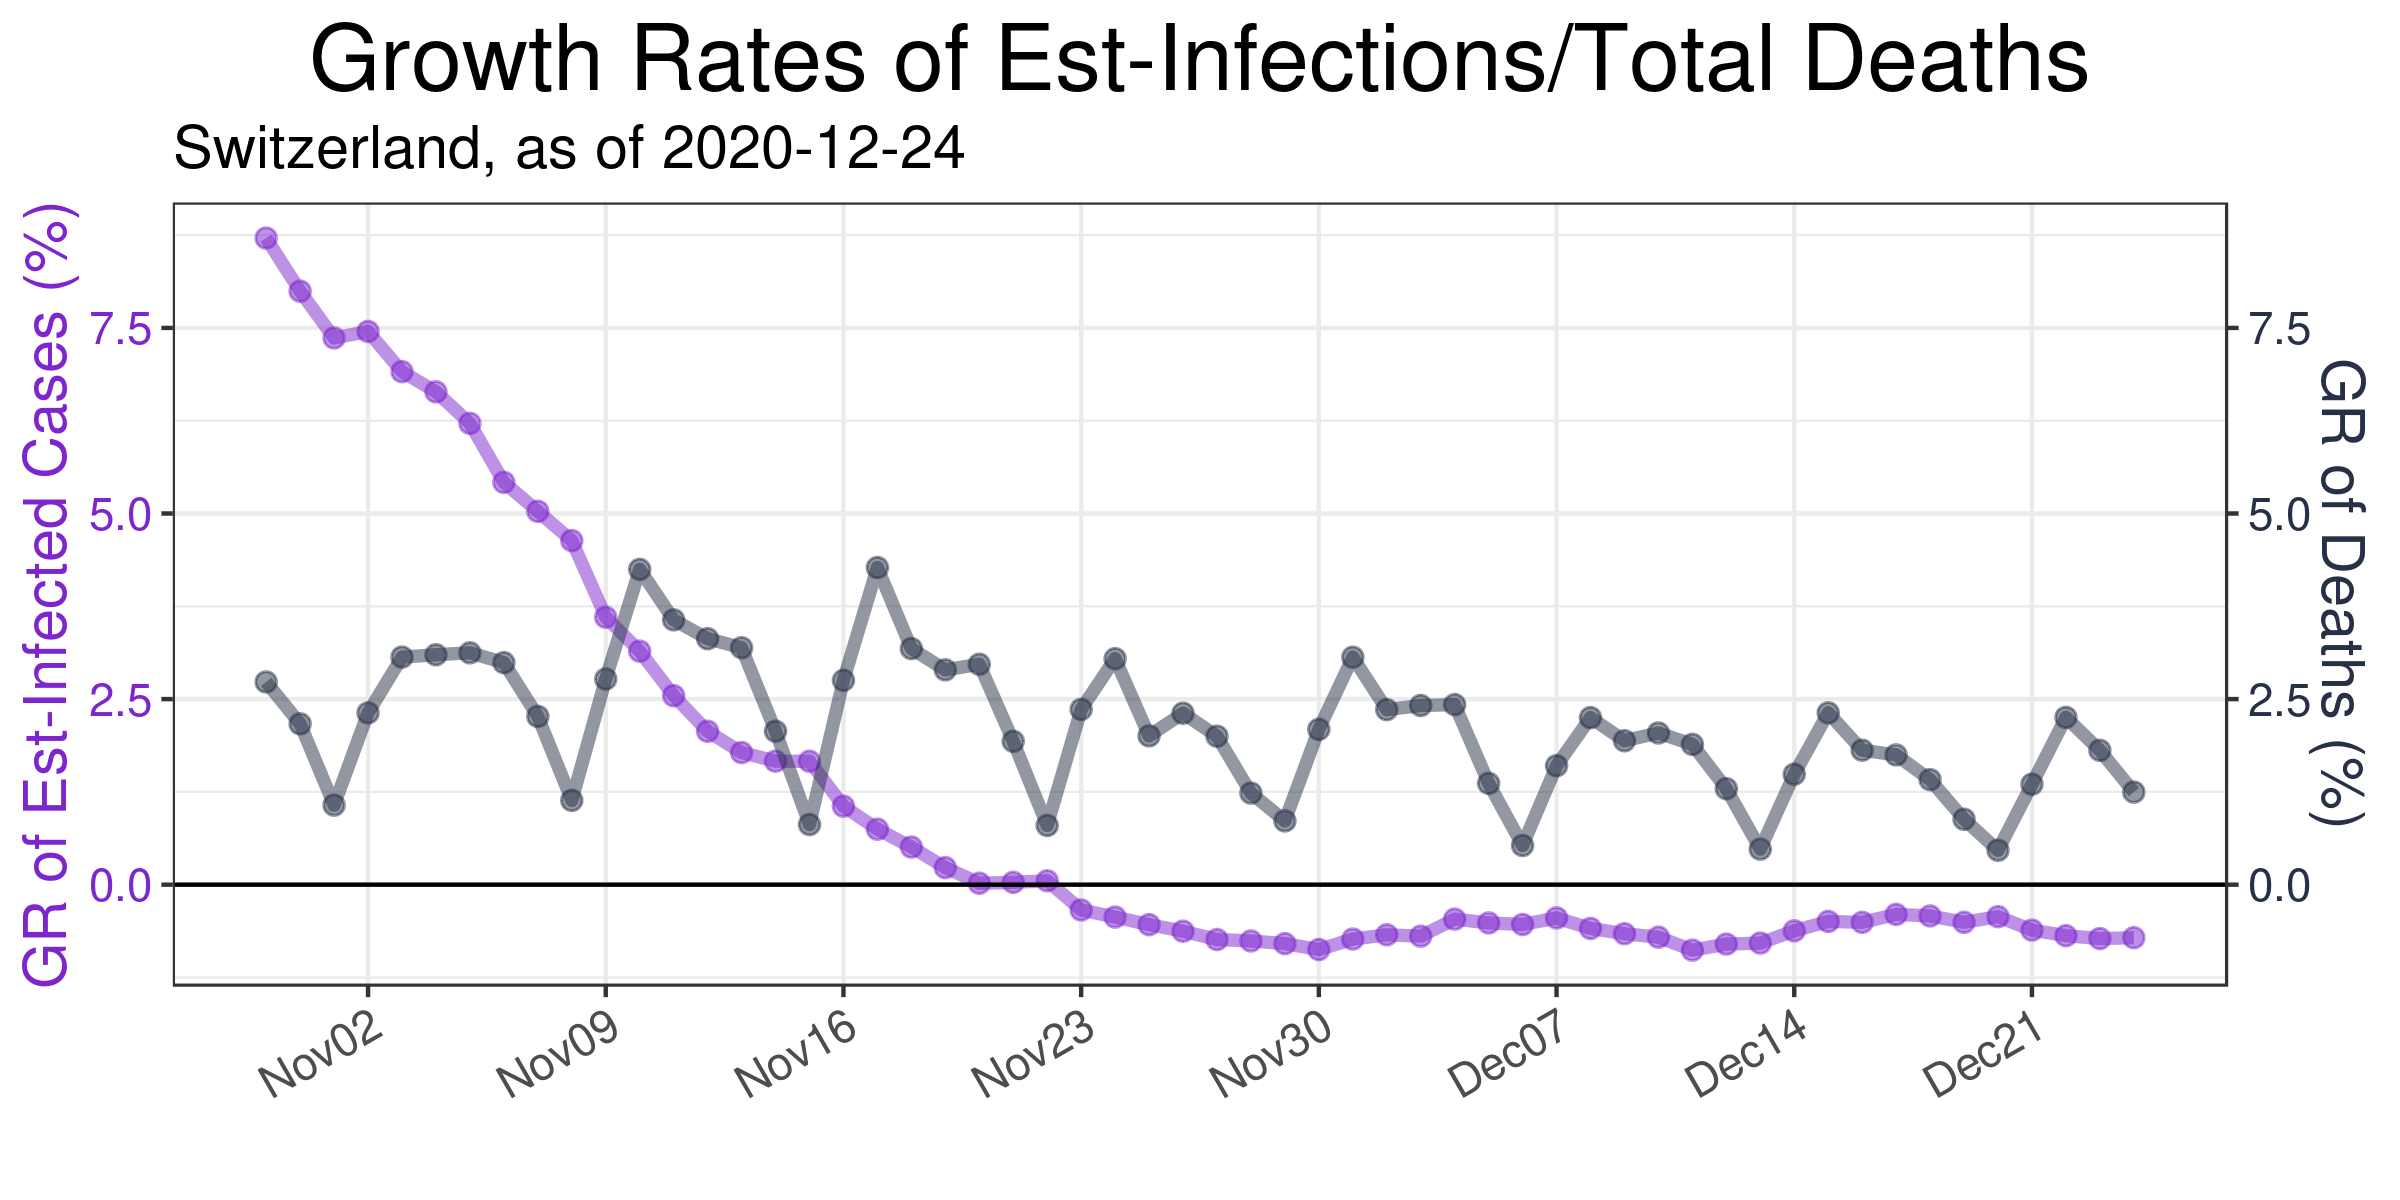 Growth Rates of Est-Infections/Total Deaths
Switzerland, as of 2020-12-24
GR of Est-Infected Cases (%)
7.5
5.0
2.5
0.0
7.5
5.0
2.5
0.0
GR of Deaths (%)
Nov02
Nov09
Nov16
Nov23
Nov30
Dec07
Dec14
Dec21